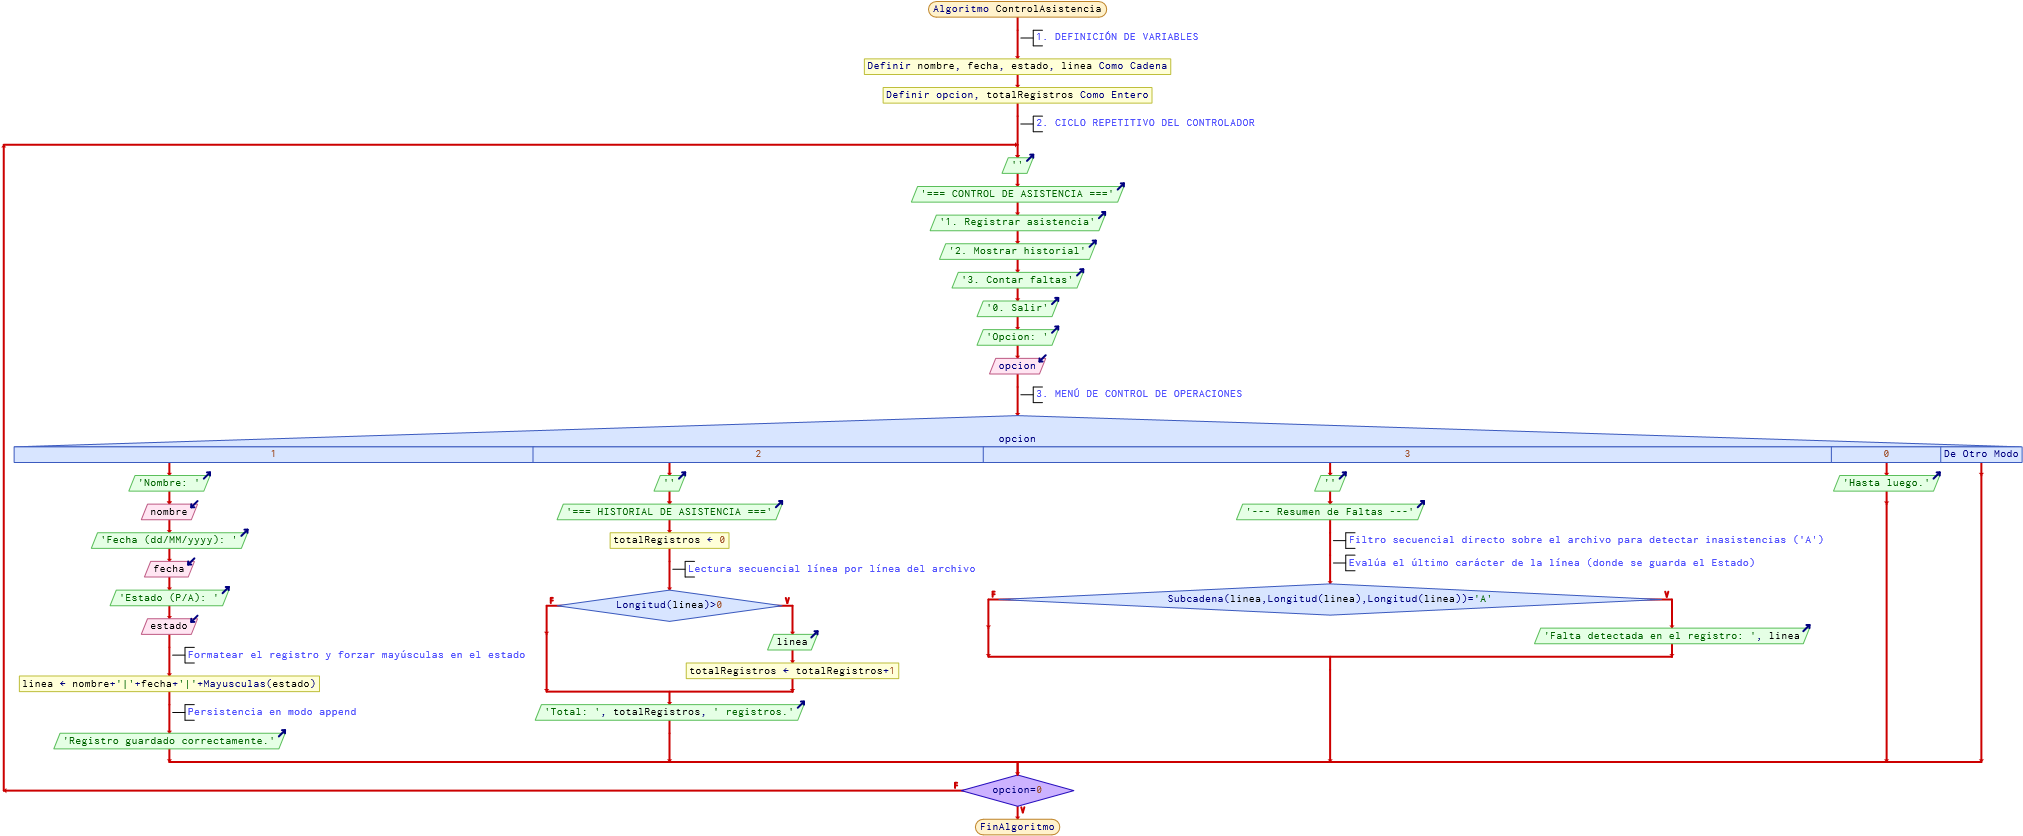 Algoritmo ControlAsistencia
1. DEFINICIÓN DE VARIABLES
Definir nombre, fecha, estado, linea Como Cadena
Definir opcion, totalRegistros Como Entero
2. CICLO REPETITIVO DEL CONTROLADOR
''
'=== CONTROL DE ASISTENCIA ==='
'1. Registrar asistencia'
'2. Mostrar historial'
'3. Contar faltas'
'0. Salir'
'Opcion: '
opcion
3. MENÚ DE CONTROL DE OPERACIONES
opcion
1
2
3
0
De Otro Modo
'Nombre: '
nombre
'Fecha (dd/MM/yyyy): '
fecha
'Estado (P/A): '
estado
Formatear el registro y forzar mayúsculas en el estado
linea ← nombre+'|'+fecha+'|'+Mayusculas(estado)
Persistencia en modo append
'Registro guardado correctamente.'
''
'=== HISTORIAL DE ASISTENCIA ==='
totalRegistros ← 0
Lectura secuencial línea por línea del archivo
F
Longitud(linea)>0
V
linea
totalRegistros ← totalRegistros+1
'Total: ', totalRegistros, ' registros.'
''
'--- Resumen de Faltas ---'
Filtro secuencial directo sobre el archivo para detectar inasistencias ('A')
Evalúa el último carácter de la línea (donde se guarda el Estado)
F
Subcadena(linea,Longitud(linea),Longitud(linea))='A'
V
'Falta detectada en el registro: ', linea
'Hasta luego.'
F
opcion=0
V
FinAlgoritmo